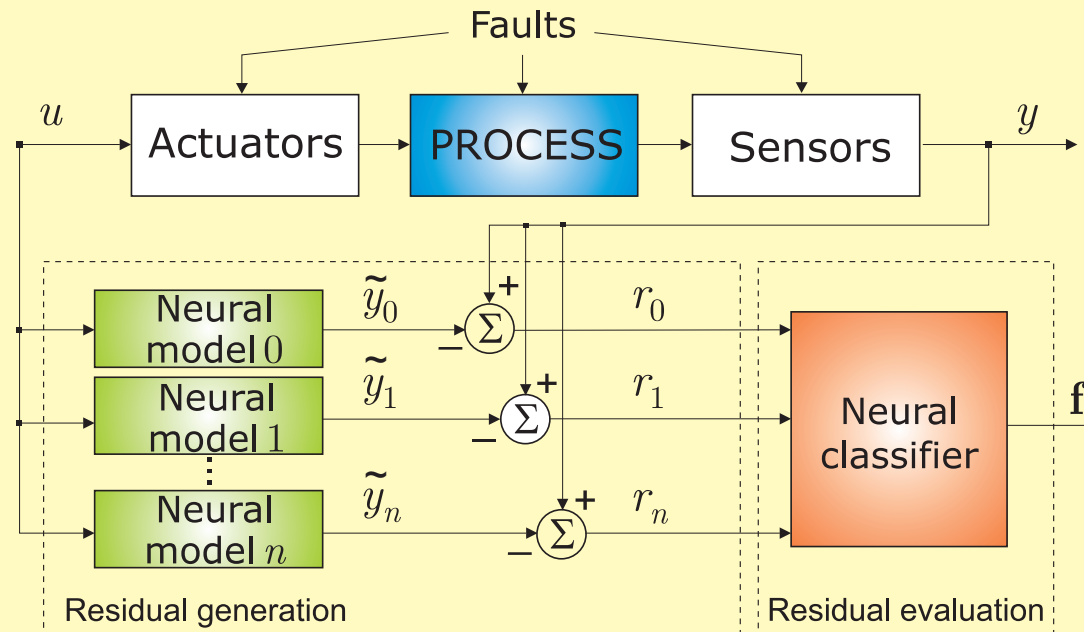 Faults
u
Actuators
PROCESS
Sensors
y
Neural
model 0
ỹ₀
+
−
Σ
r₀
Neural
model 1
ỹ₁
+
−
Σ
r₁
⋮
Neural
model n
ỹₙ
+
−
Σ
rₙ
Neural
classifier
f
Residual generation
Residual evaluation